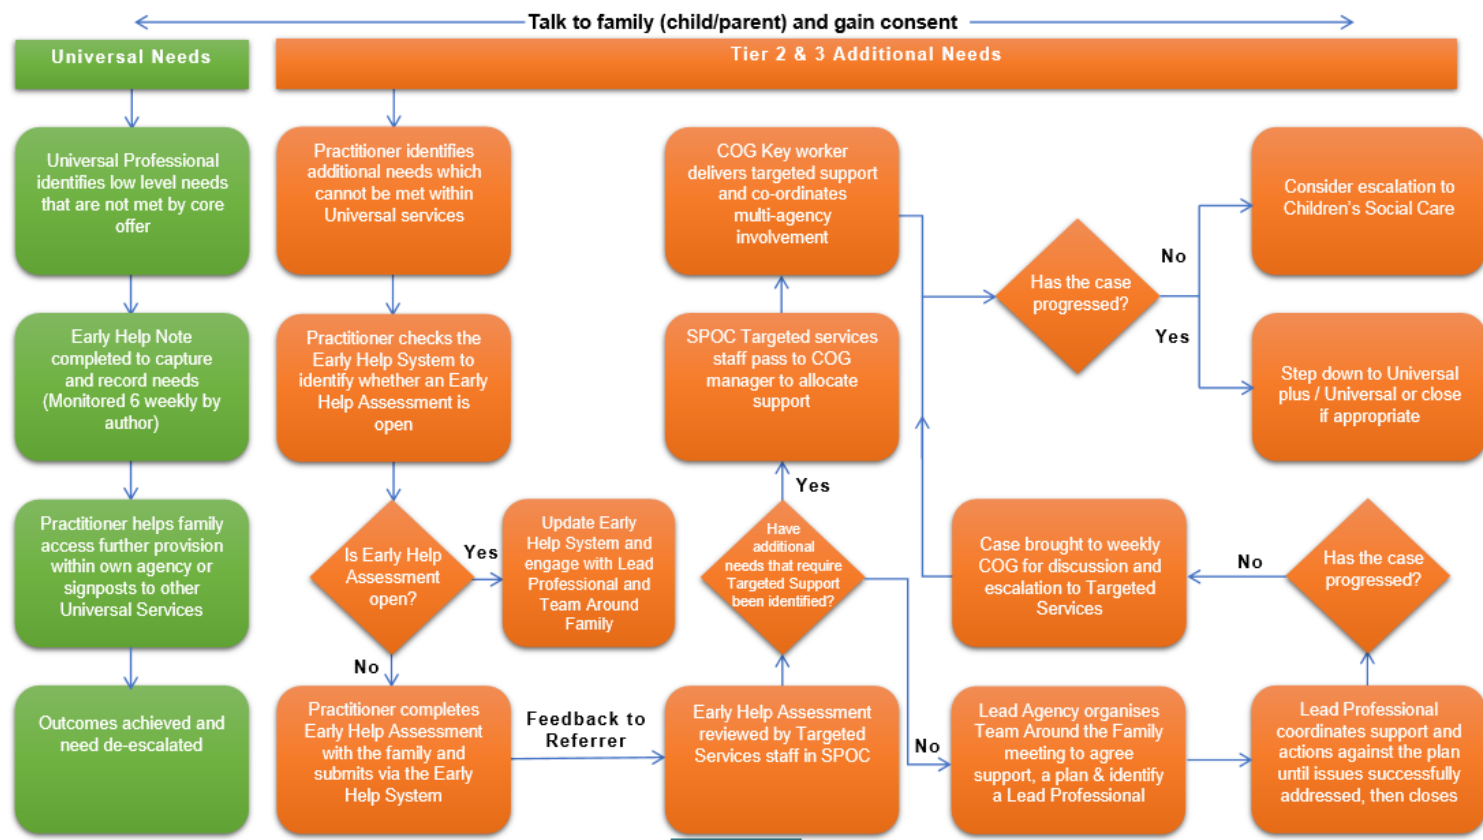 Talk to family (child/parent) and gain consent
Universal Needs
Tier 2 & 3 Additional Needs
Universal Professional
identifies low level needs
that are not met by core
offer
Early Help Note
completed to capture
and record needs
(Monitored 6 weekly by
author)
Practitioner helps family
access further provision
within own agency or
signposts to other
Universal Services
Outcomes achieved and
need de-escalated
Practitioner identifies
additional needs which
cannot be met within
Universal services
Practitioner checks the
Early Help System to
identify whether an Early
Help Assessment is
open
Is Early Help
Assessment
open?
Yes
Update Early
Help System and
engage with Lead
Professional and
Team Around
Family
No
Practitioner completes
Early Help Assessment
with the family and
submits via the Early
Help System
Feedback to
Referrer
Early Help Assessment
reviewed by Targeted
Services staff in SPOC
Have
additional
needs that require
Targeted Support
been identified?
Yes
SPOC Targeted services
staff pass to COG
manager to allocate
support
COG Key worker
delivers targeted support
and co-ordinates
multi-agency
involvement
No
Lead Agency organises
Team Around the Family
meeting to agree
support, a plan & identify
a Lead Professional
Lead Professional
coordinates support and
actions against the plan
until issues successfully
addressed, then closes
Has the case
progressed?
No
Case brought to weekly
COG for discussion and
escalation to Targeted
Services
Has the case
progressed?
No
Consider escalation to
Children’s Social Care
Yes
Step down to Universal
plus / Universal or close
if appropriate